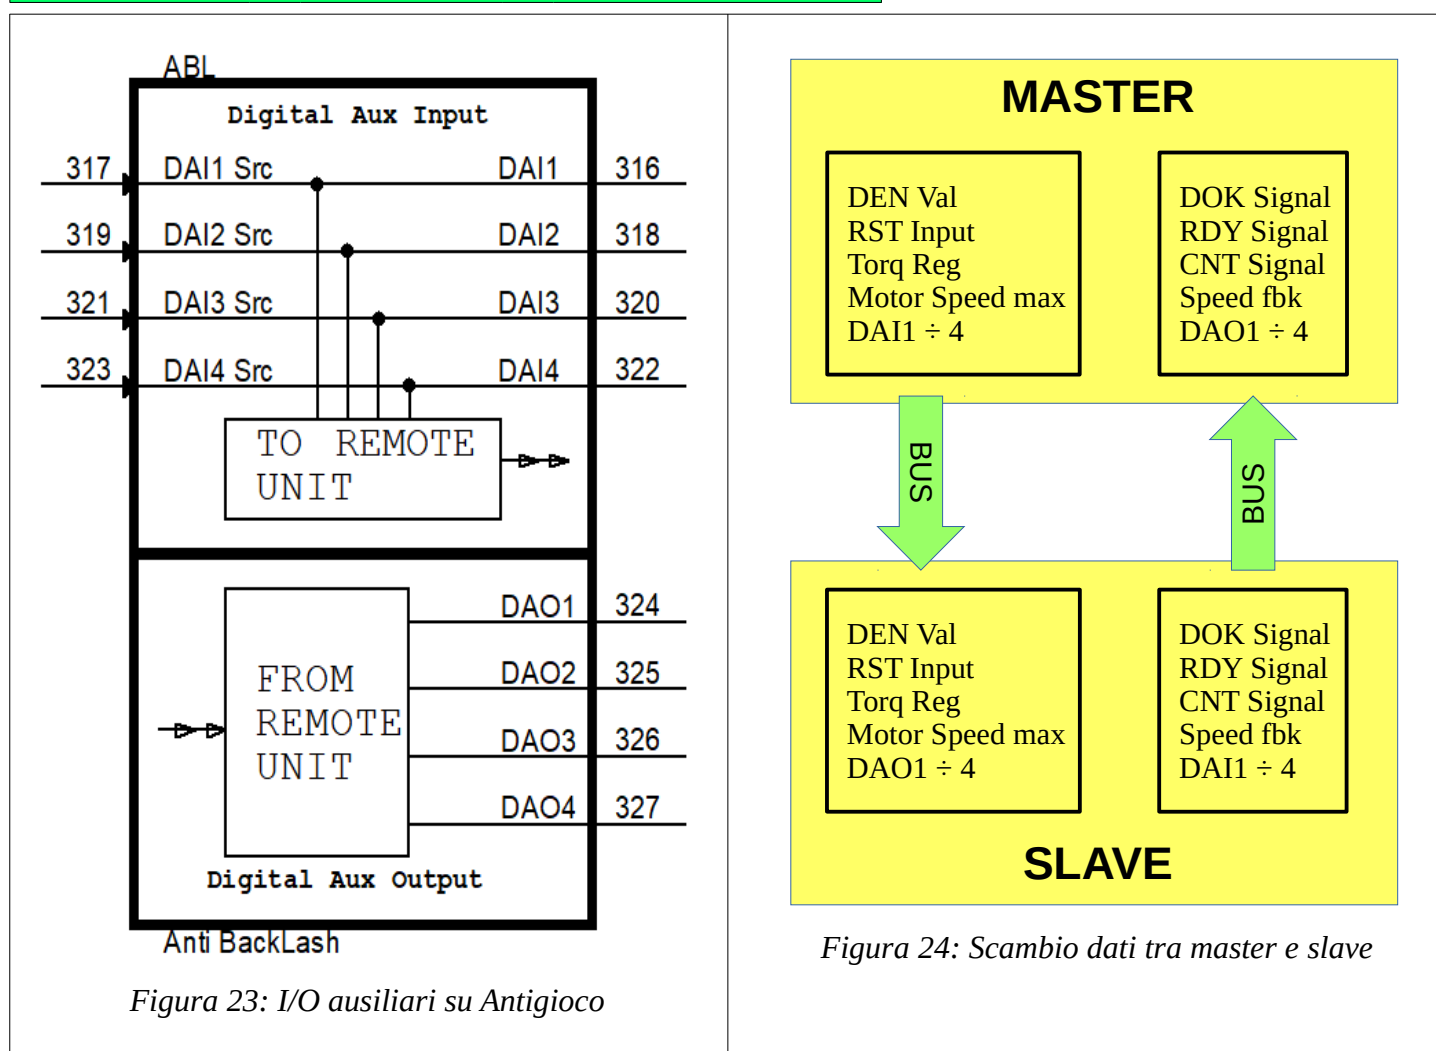 ABL
Digital Aux Input
317 DAI1 Src DAI1 316
319 DAI2 Src DAI2 318
321 DAI3 Src DAI3 320
323 DAI4 Src DAI4 322
TO REMOTE
UNIT
DAO1 324
DAO2 325
DAO3 326
DAO4 327
FROM
REMOTE
UNIT
Digital Aux Output
Anti BackLash
Figura 23: I/O ausiliari su Antigioco
MASTER
DEN Val
RST Input
Torq Reg
Motor Speed max
DAI1 ÷ 4
DOK Signal
RDY Signal
CNT Signal
Speed fbk
DAO1 ÷ 4
BUS
BUS
DEN Val
RST Input
Torq Reg
Motor Speed max
DAO1 ÷ 4
DOK Signal
RDY Signal
CNT Signal
Speed fbk
DAI1 ÷ 4
SLAVE
Figura 24: Scambio dati tra master e slave